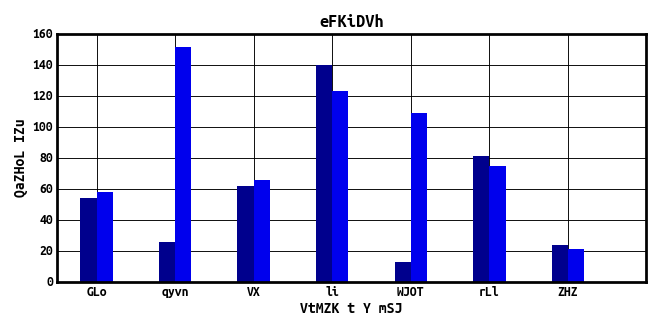 eFKiDVh
QaZHoL IZu
160
140
120
100
80
60
40
20
0
GLo qyvn VX li WJOT rLl ZHZ
VtMZK t Y mSJ